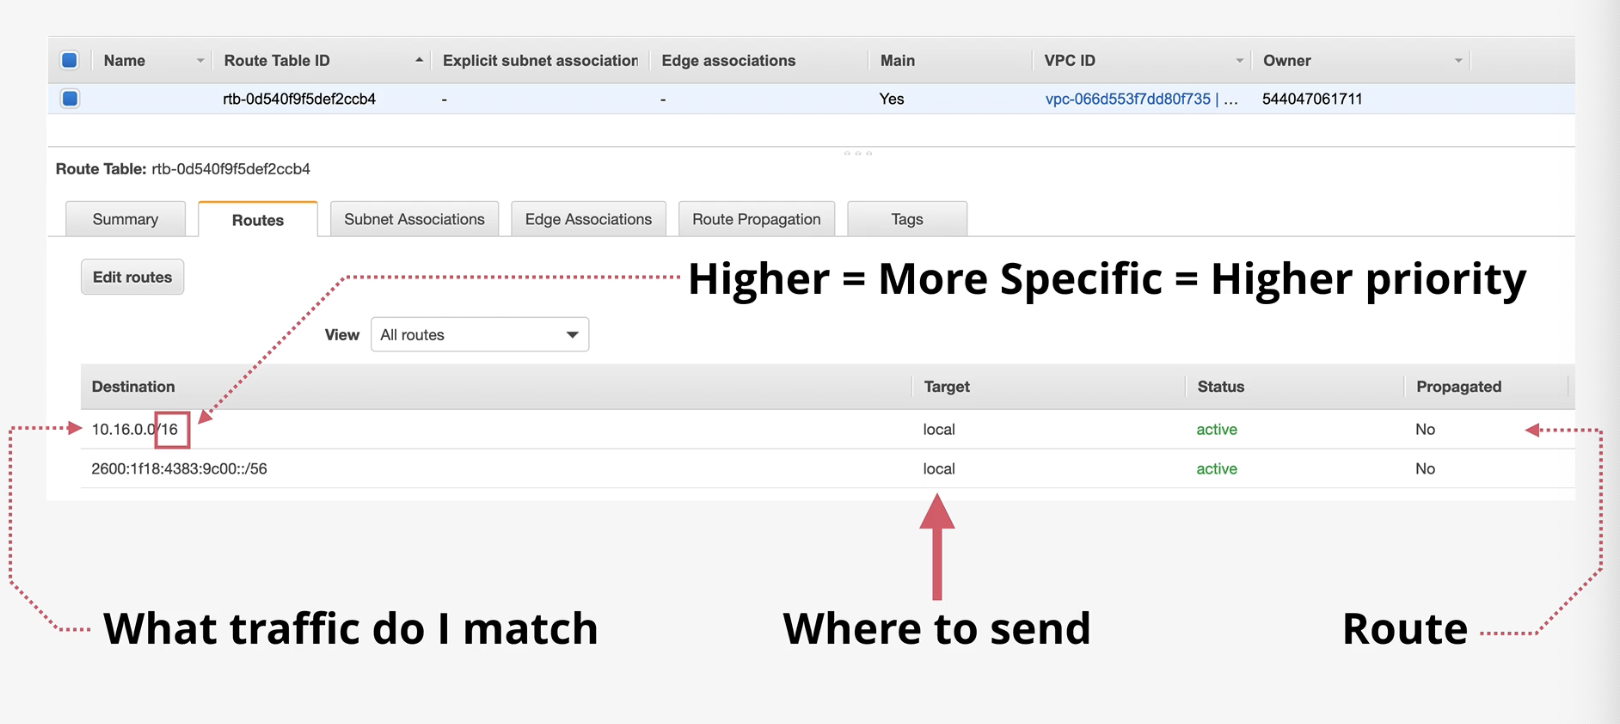 Name Route Table ID Explicit subnet association Edge associations Main VPC ID Owner
rtb-0d540f9f5def2ccb4 - - Yes vpc-066d553f7dd80f735 | ... 544047061711
Route Table: rtb-0d540f9f5def2ccb4
Summary Routes Subnet Associations Edge Associations Route Propagation Tags
Edit routes
Higher = More Specific = Higher priority
View All routes
Destination Target Status Propagated
10.16.0.0/16 local active No
2600:1f18:4383:9c00::/56 local active No
What traffic do I match Where to send Route